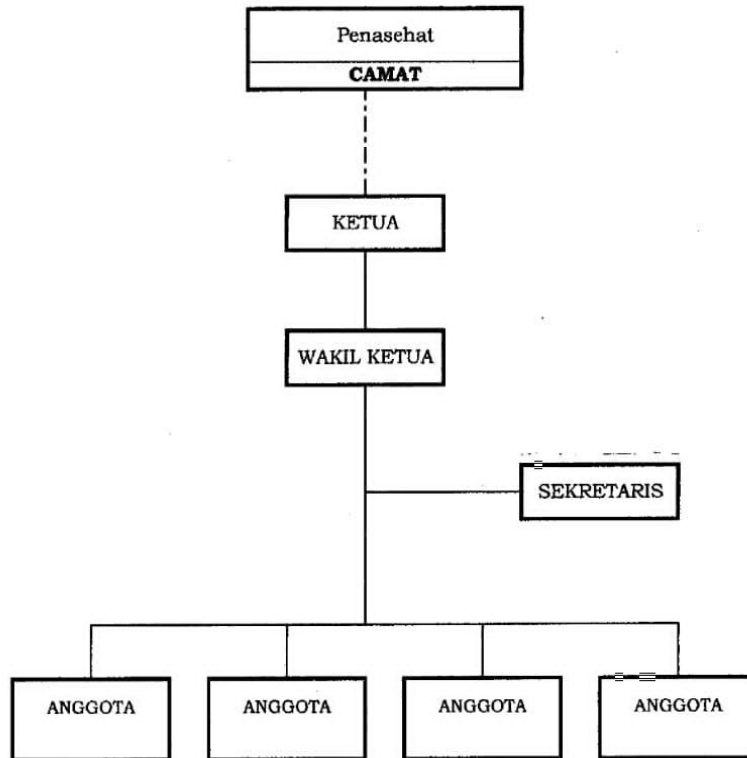 Penasehat
CAMAT
KETUA
WAKIL KETUA
SEKRETARIS
ANGGOTA
ANGGOTA
ANGGOTA
ANGGOTA